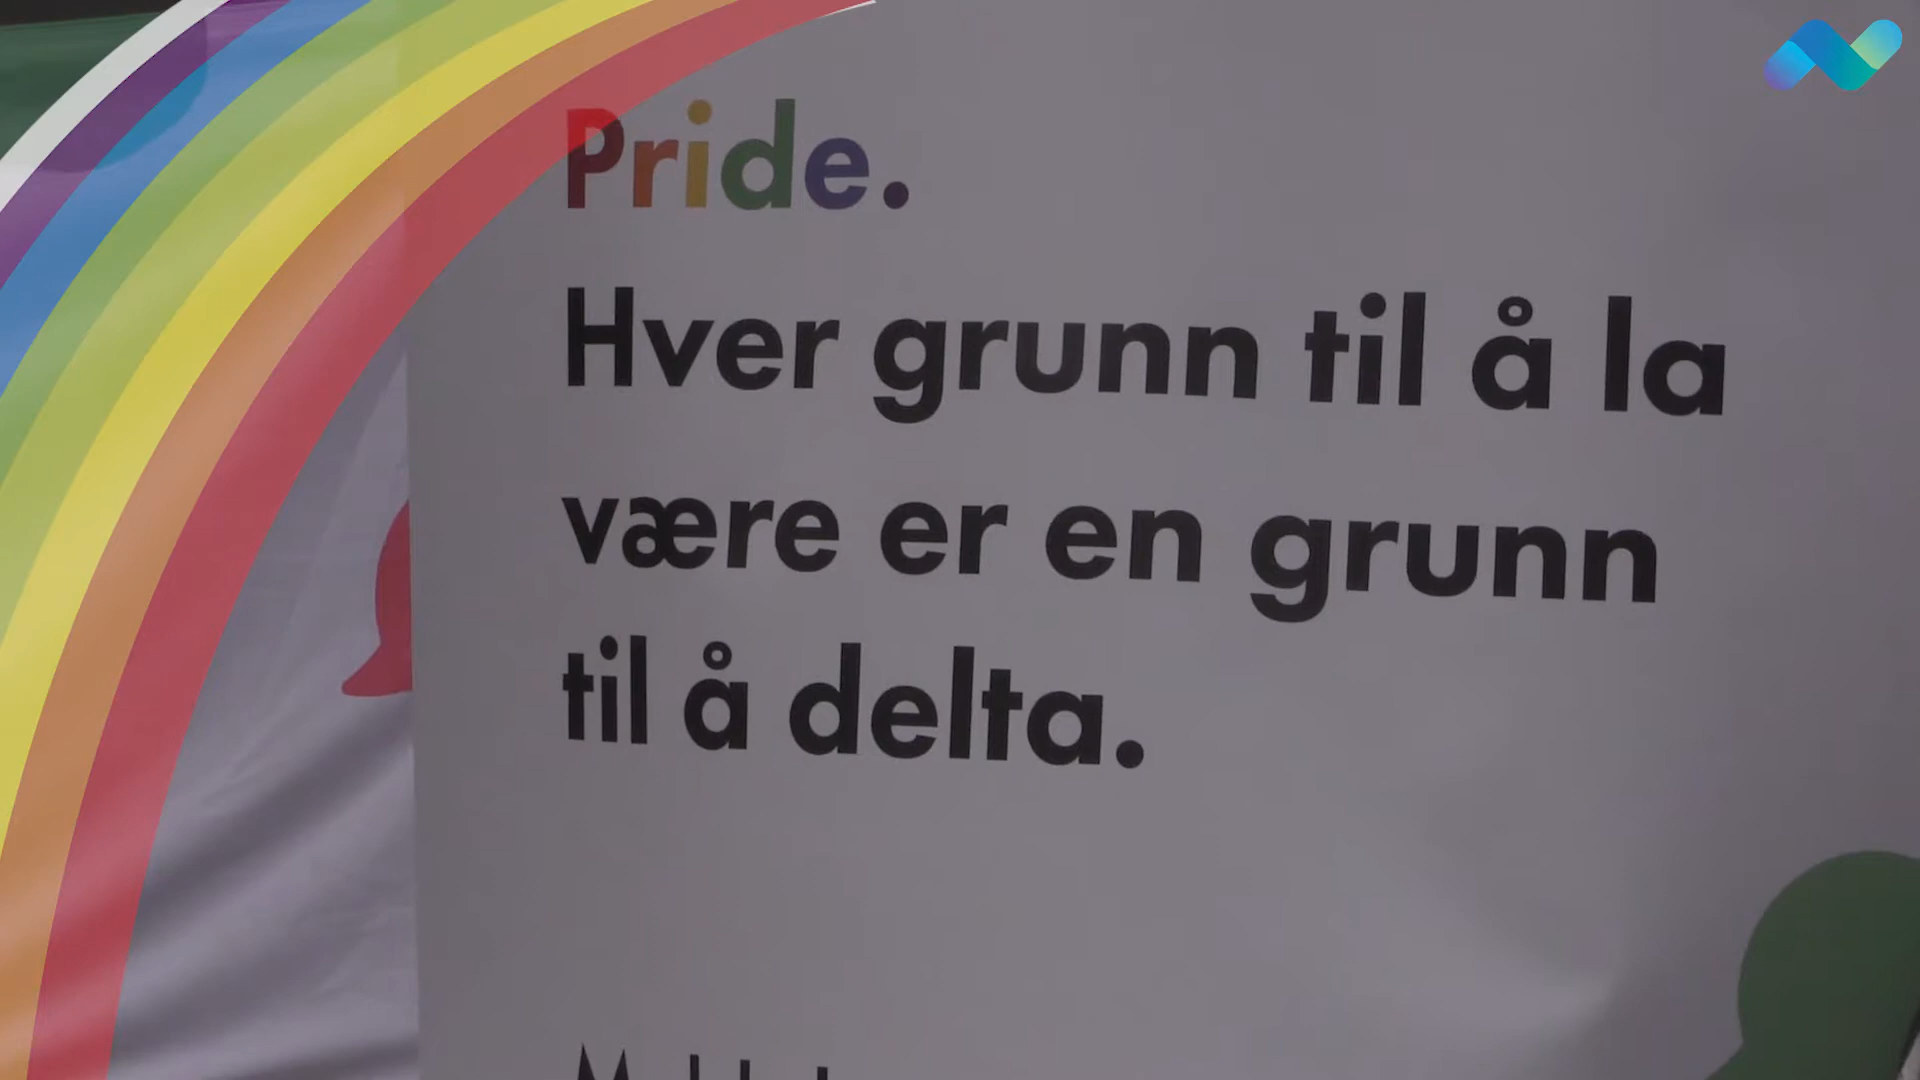 Pride.
Hver grunn til å la
være er en grunn
til å delta.